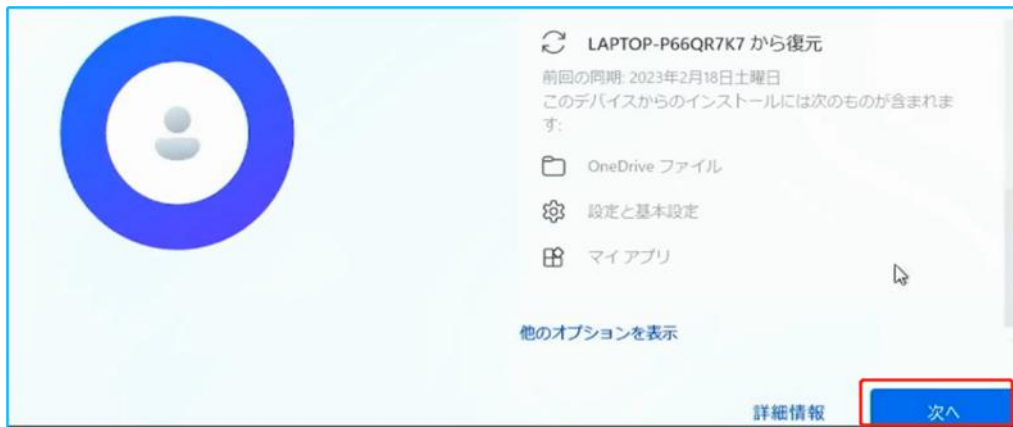 LAPTOP-P66QR7K7 から復元
前回の同期: 2023年2月18日土曜日
このデバイスからのインストールには次のものが含まれま
す:
OneDrive ファイル
設定と基本設定
マイ アプリ
他のオプションを表示
詳細情報
次へ